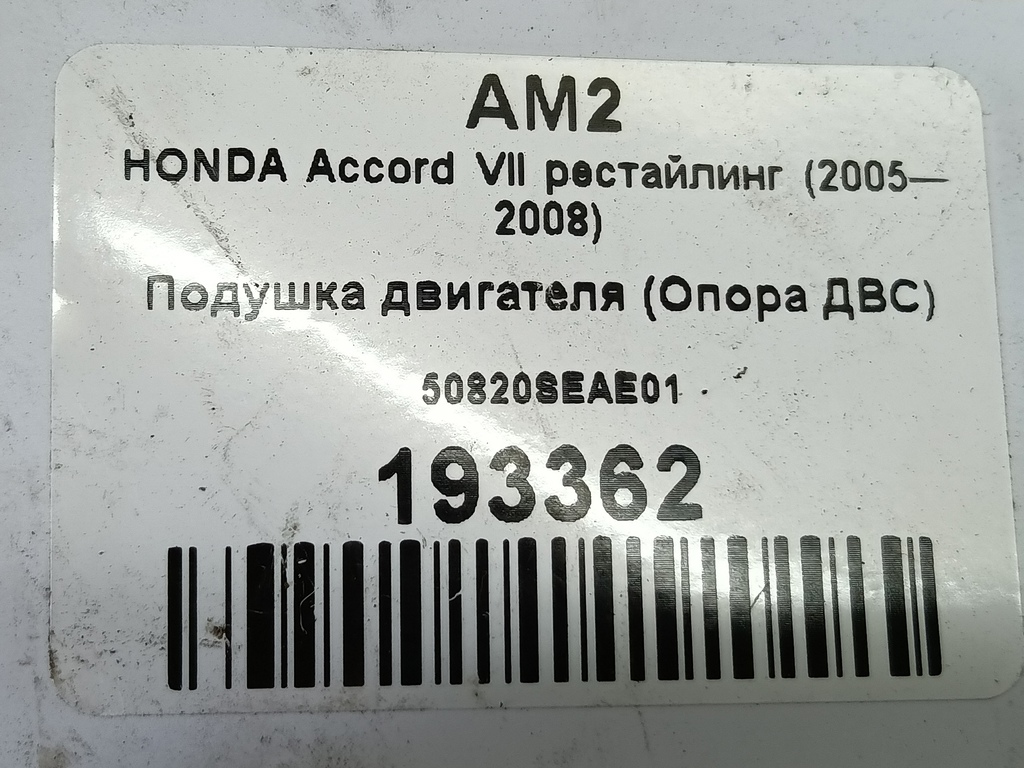 AM2
HONDA Accord VII рестайлинг (2005—
2008)
Подушка двигателя (Опора ДВС)
50820SEAE01
193362